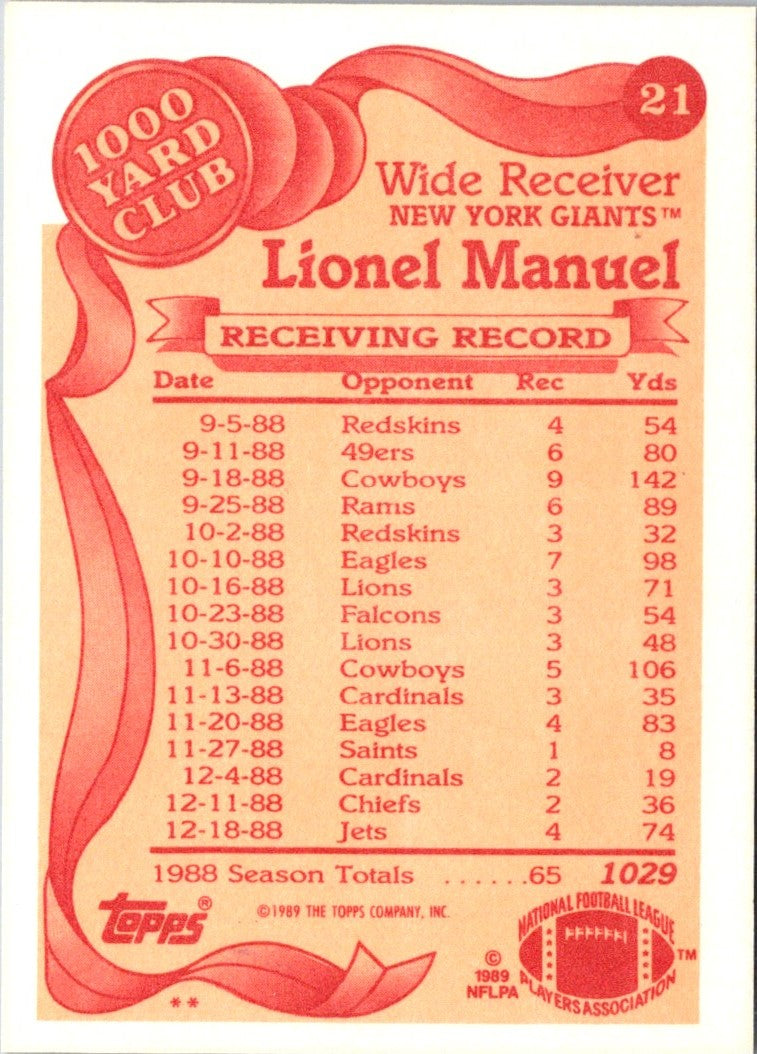 1000
YARD
CLUB
21
Wide Receiver
NEW YORK GIANTS™
Lionel Manuel
RECEIVING RECORD
Date Opponent Rec Yds
9-5-88 Redskins 4 54
9-11-88 49ers 6 80
9-18-88 Cowboys 9 142
9-25-88 Rams 6 89
10-2-88 Redskins 3 32
10-10-88 Eagles 7 98
10-16-88 Lions 3 71
10-23-88 Falcons 3 54
10-30-88 Lions 3 48
11-6-88 Cowboys 5 106
11-13-88 Cardinals 3 35
11-20-88 Eagles 4 83
11-27-88 Saints 1 8
12-4-88 Cardinals 2 19
12-11-88 Chiefs 2 36
12-18-88 Jets 4 74
1988 Season Totals ......65 1029
topps®
©1989 THE TOPPS COMPANY, INC.
©
1989
NFLPA
NATIONAL FOOTBALL LEAGUE
PLAYERS ASSOCIATION
™
**